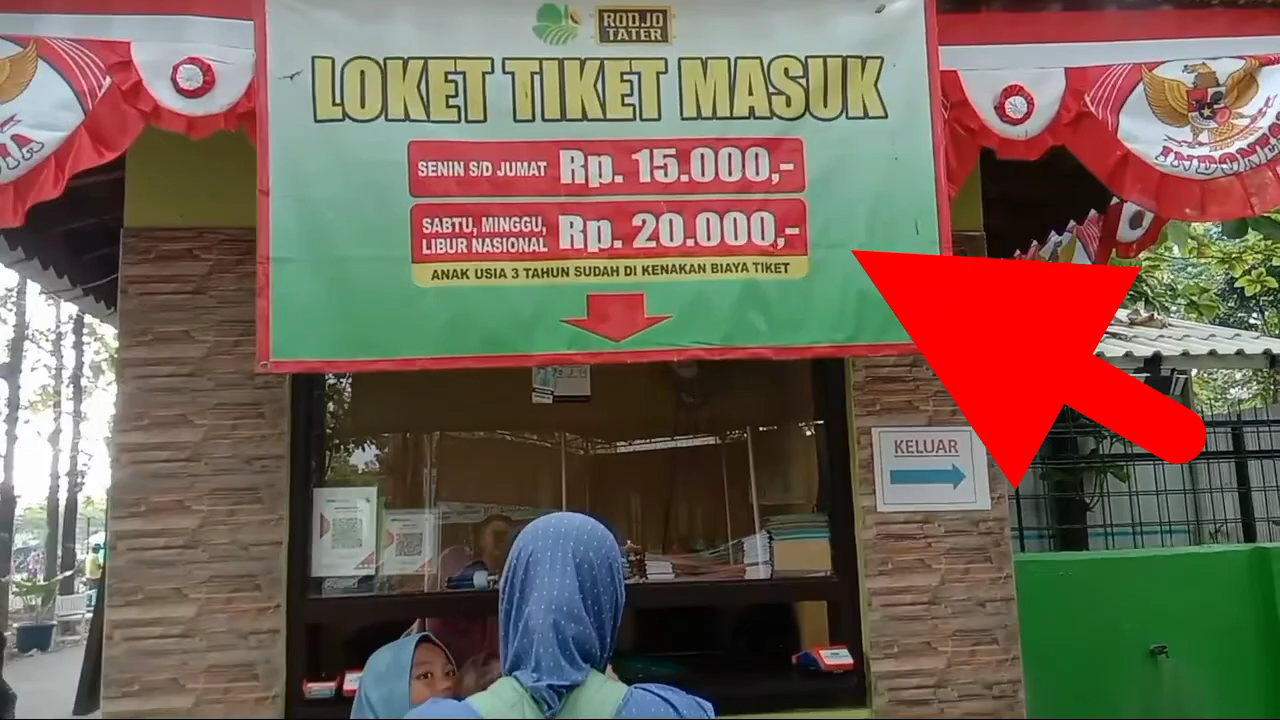 RODJO
TATER
LOKET TIKET MASUK
SENIN S/D JUMAT Rp. 15.000,-
SABTU, MINGGU,
LIBUR NASIONAL Rp. 20.000,-
ANAK USIA 3 TAHUN SUDAH DI KENAKAN BIAYA TIKET
KELUAR
INDONES